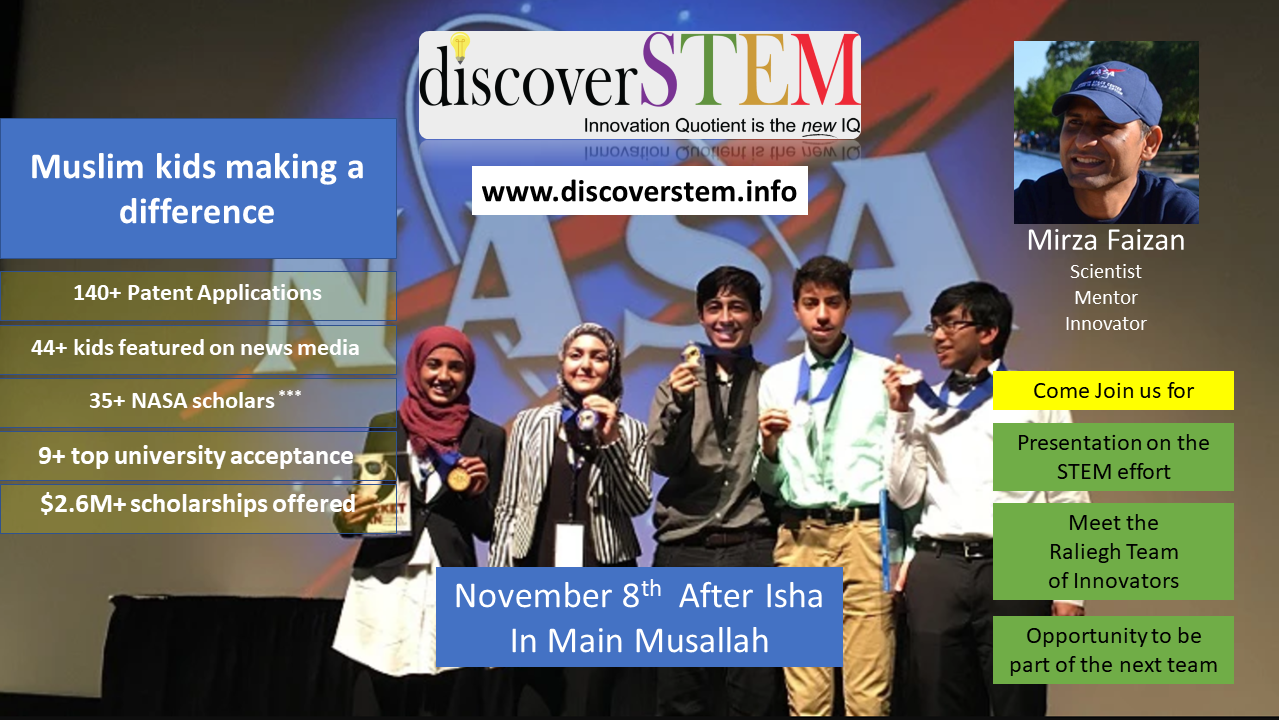 discoverSTEM
Innovation Quotient is the new IQ
www.discoverstem.info
NASA
Muslim kids making a
difference
140+ Patent Applications
44+ kids featured on news media
35+ NASA scholars ***
9+ top university acceptance
$2.6M+ scholarships offered
NASA
Mirza Faizan
Scientist
Mentor
Innovator
Come Join us for
Presentation on the
STEM effort
Meet the
Raliegh Team
of Innovators
Opportunity to be
part of the next team
November 8th After Isha
In Main Musallah